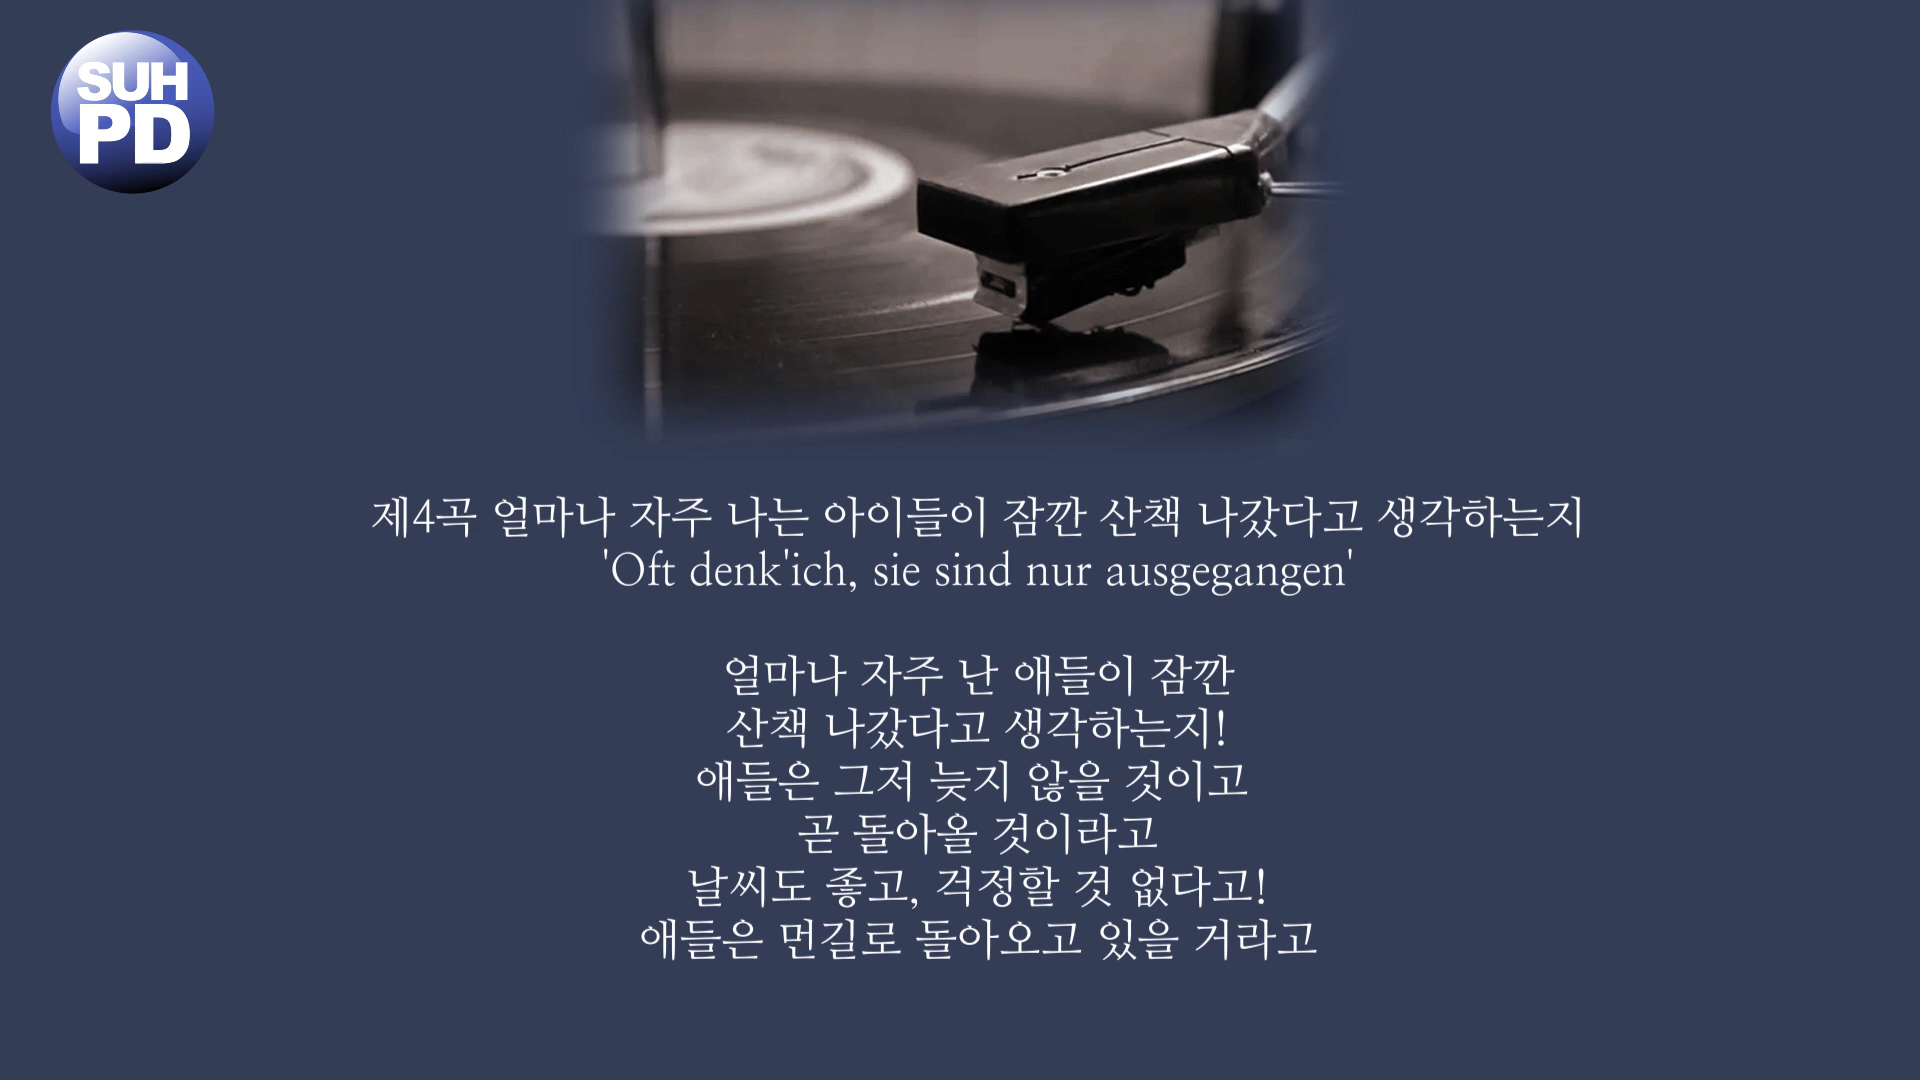 SUH
PD
제4곡 얼마나 자주 나는 아이들이 잠깐 산책 나갔다고 생각하는지
'Oft denk'ich, sie sind nur ausgegangen'
얼마나 자주 난 애들이 잠깐
산책 나갔다고 생각하는지!
애들은 그저 늦지 않을 것이고
곧 돌아올 것이라고
날씨도 좋고, 걱정할 것 없다고!
애들은 먼길로 돌아오고 있을 거라고